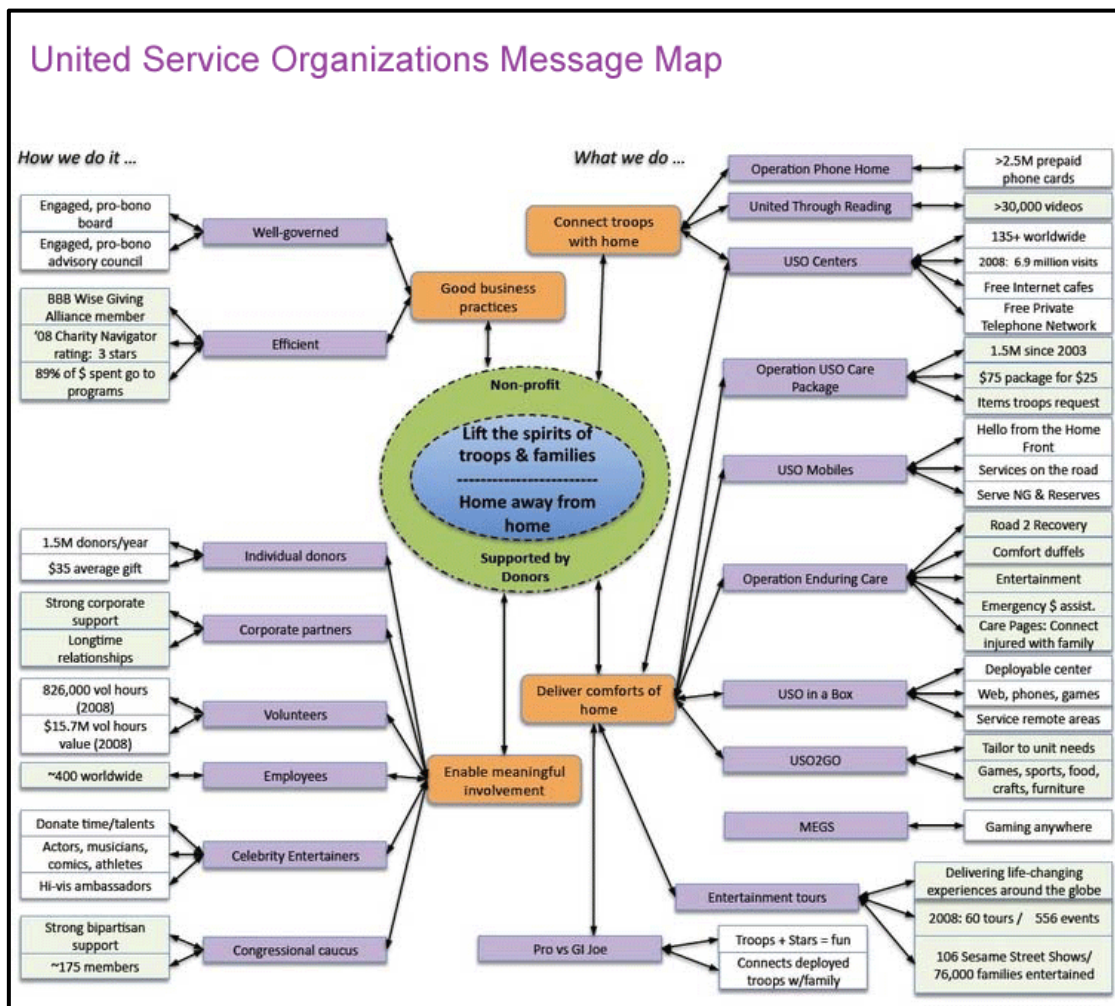 United Service Organizations Message Map
How we do it ...
What we do ...
Engaged, pro-bono
board
Engaged, pro-bono
advisory council
Well-governed
BBB Wise Giving
Alliance member
'08 Charity Navigator
rating: 3 stars
89% of $ spent go to
programs
Efficient
Good business
practices
Connect troops
with home
Operation Phone Home
>2.5M prepaid
phone cards
United Through Reading
>30,000 videos
USO Centers
135+ worldwide
2008: 6.9 million visits
Free Internet cafes
Free Private
Telephone Network
Operation USO Care
Package
1.5M since 2003
$75 package for $25
Items troops request
USO Mobiles
Hello from the Home
Front
Services on the road
Serve NG & Reserves
Non-profit
Lift the spirits of
troops & families
--------------------
Home away from
home
Supported by
Donors
Operation Enduring Care
Road 2 Recovery
Comfort duffels
Entertainment
Emergency $ assist.
Care Pages: Connect
injured with family
1.5M donors/year
$35 average gift
Individual donors
Strong corporate
support
Longtime
relationships
Corporate partners
826,000 vol hours
(2008)
$15.7M vol hours
value (2008)
Volunteers
~400 worldwide
Employees
Donate time/talents
Actors, musicians,
comics, athletes
Hi-vis ambassadors
Celebrity Entertainers
Strong bipartisan
support
~175 members
Congressional caucus
Enable meaningful
involvement
Deliver comforts of
home
USO in a Box
Deployable center
Web, phones, games
Service remote areas
USO2GO
Tailor to unit needs
Games, sports, food,
crafts, furniture
MEGS
Gaming anywhere
Entertainment tours
Delivering life-changing
experiences around the globe
2008: 60 tours / 556 events
106 Sesame Street Shows/
76,000 families entertained
Pro vs GI Joe
Troops + Stars = fun
Connects deployed
troops w/family